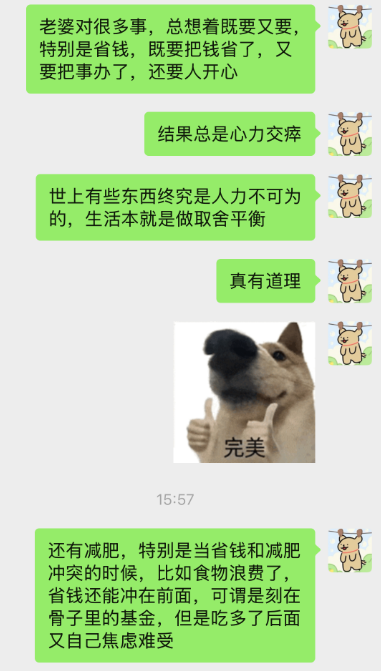 老婆对很多事，总想着既要又要，
特别是省钱，既要把钱省了，又
要把事办了，还要人开心
结果总是心力交瘁
世上有些东西终究是人力不可为
的，生活本就是做取舍平衡
真有道理
完美
15:57
还有减肥，特别是当省钱和减肥
冲突的时候，比如食物浪费了，
省钱还能冲在前面，可谓是刻在
骨子里的基金，但是吃多了后面
又自己焦虑难受